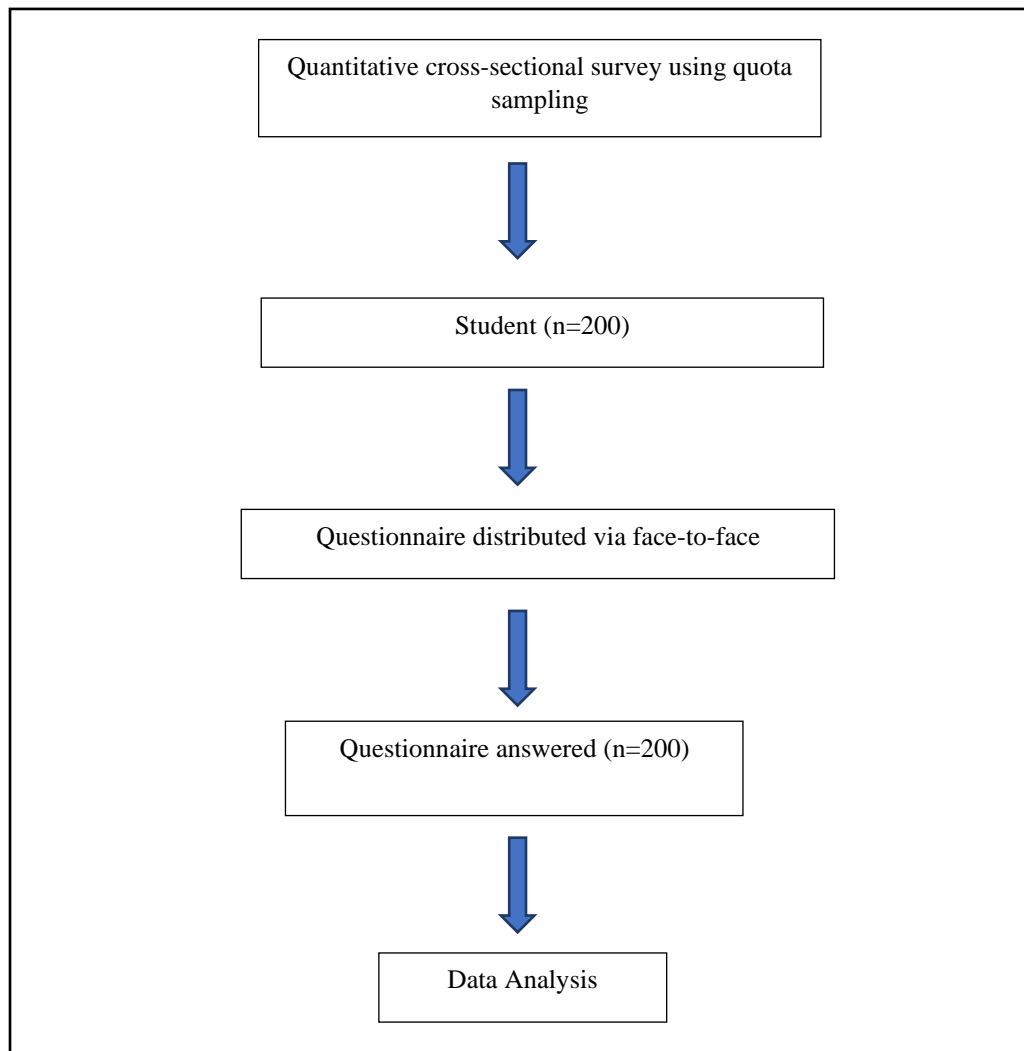 Quantitative cross-sectional survey using quota
sampling
Student (n=200)
Questionnaire distributed via face-to-face
Questionnaire answered (n=200)
Data Analysis